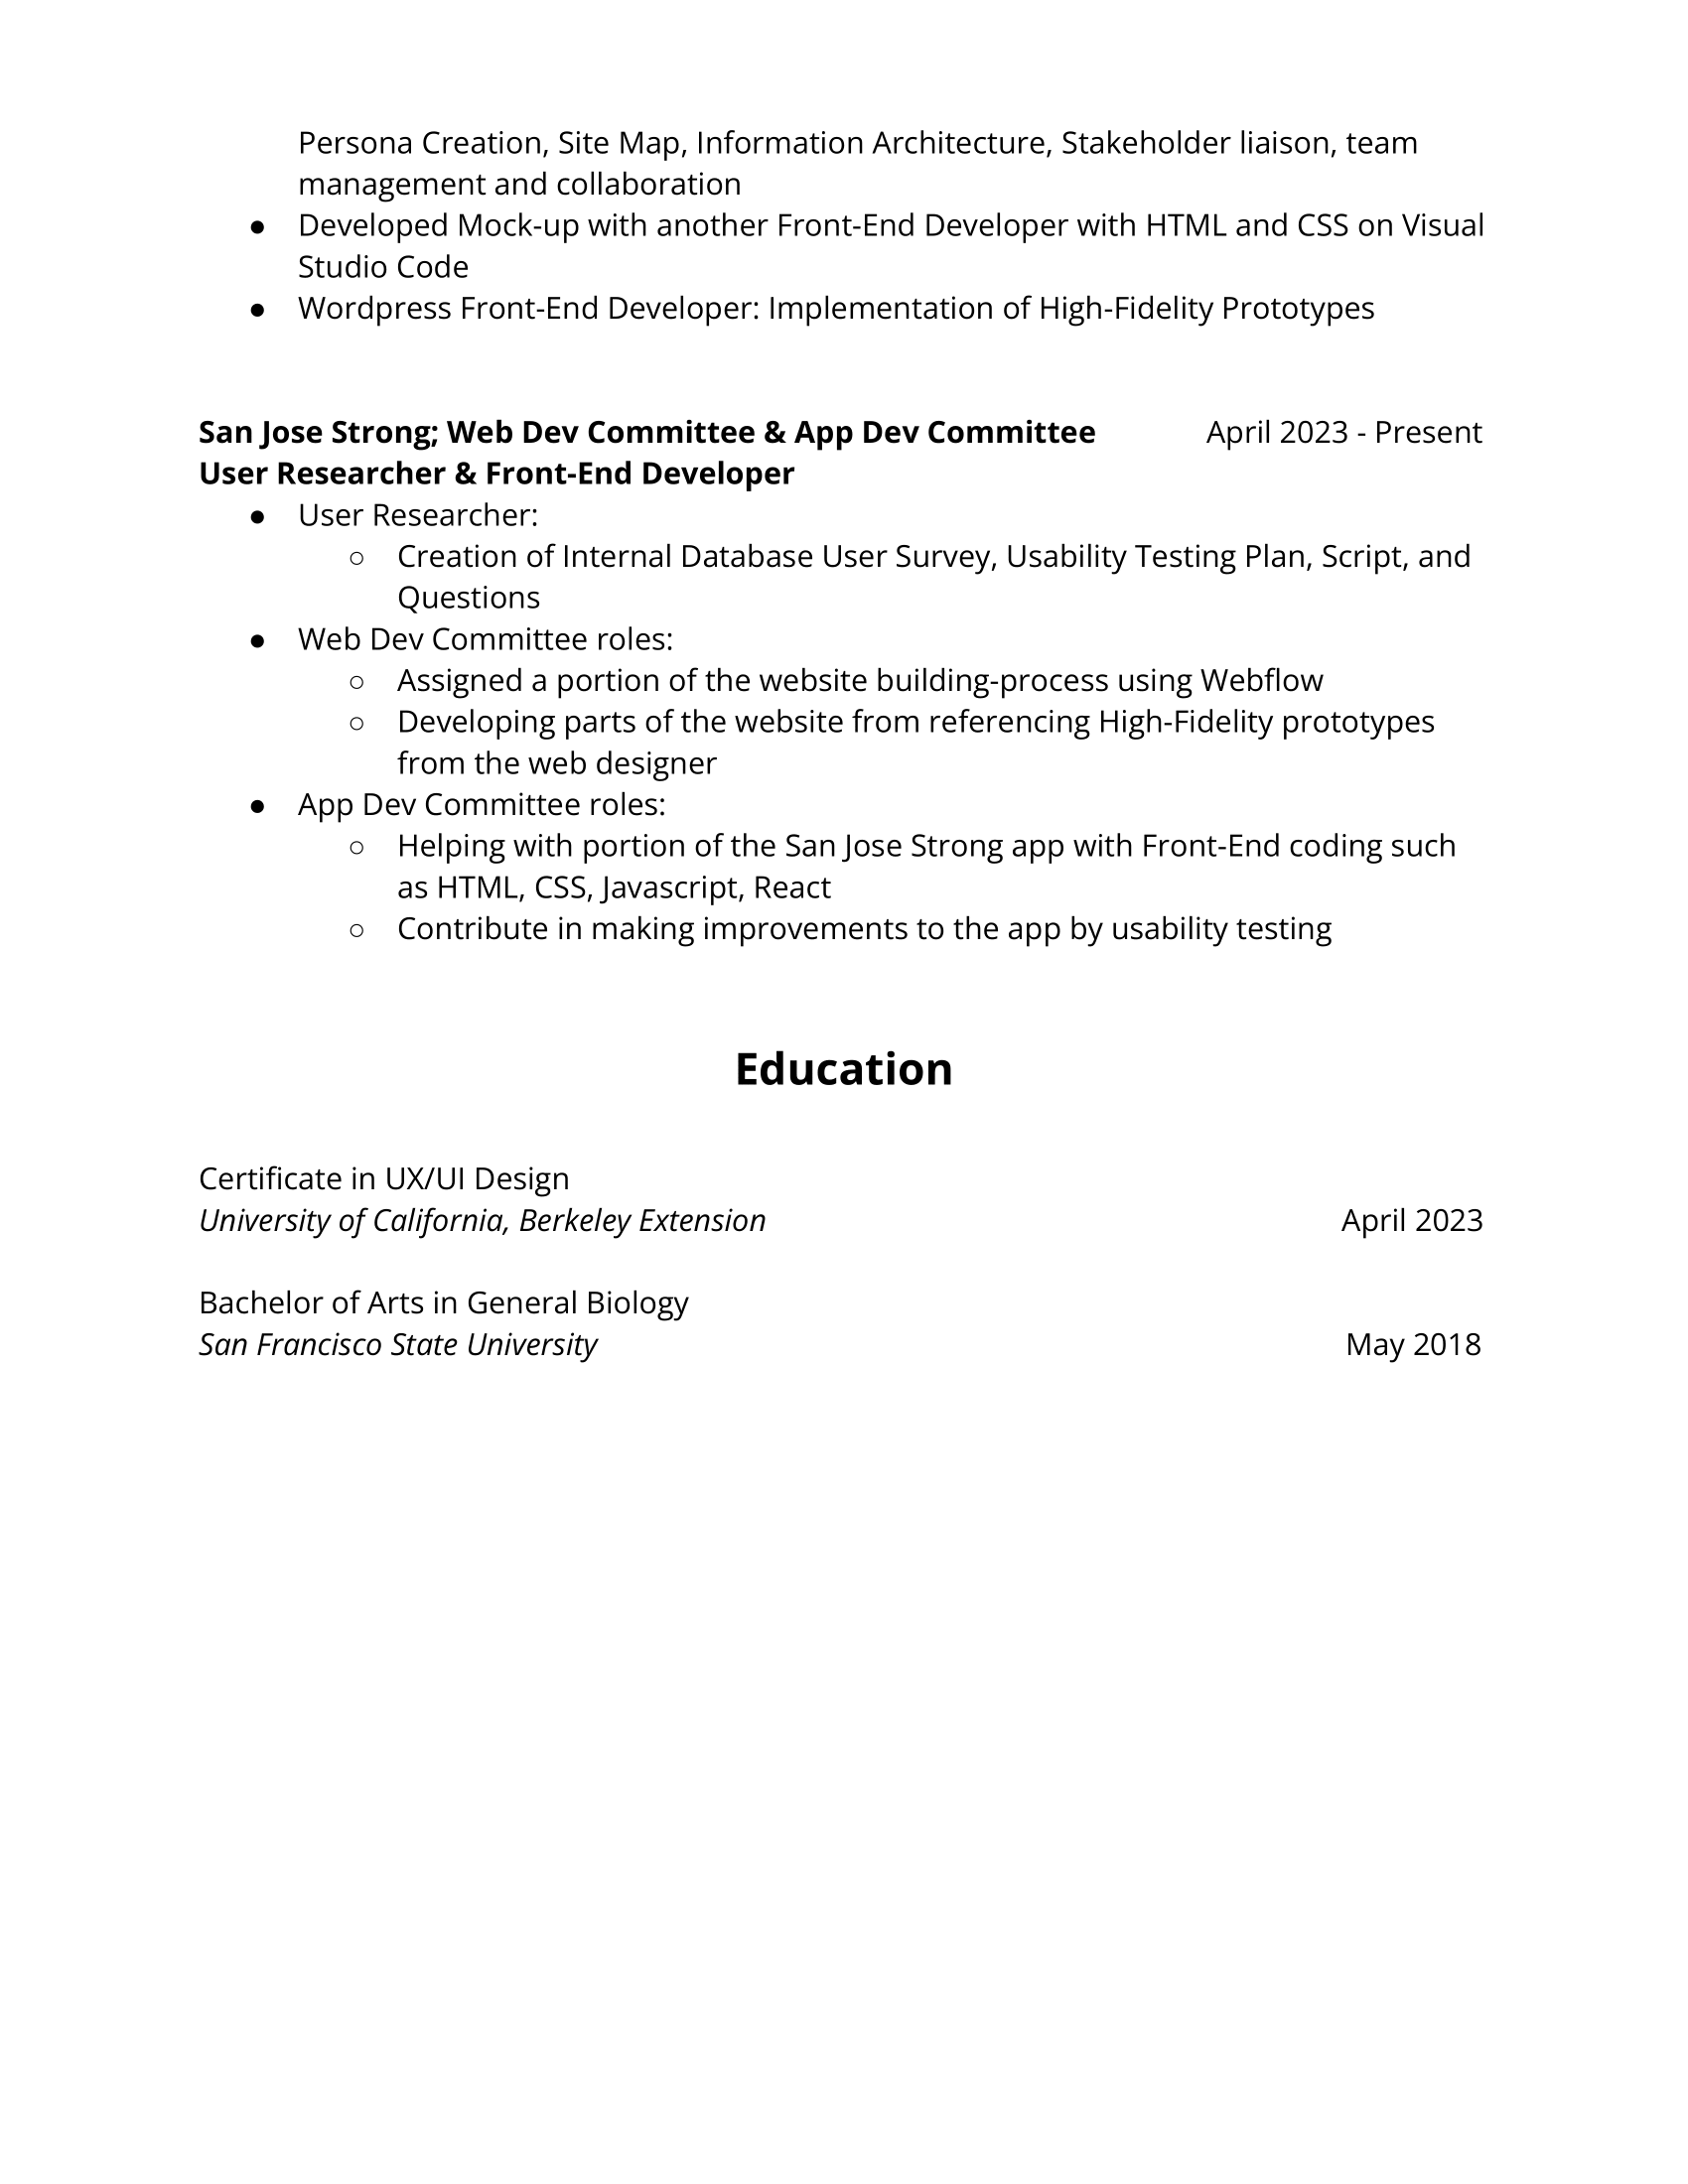 Persona Creation, Site Map, Information Architecture, Stakeholder liaison, team
management and collaboration
● Developed Mock-up with another Front-End Developer with HTML and CSS on Visual
Studio Code
● Wordpress Front-End Developer: Implementation of High-Fidelity Prototypes
San Jose Strong; Web Dev Committee & App Dev Committee April 2023 - Present
User Researcher & Front-End Developer
● User Researcher:
○ Creation of Internal Database User Survey, Usability Testing Plan, Script, and
Questions
● Web Dev Committee roles:
○ Assigned a portion of the website building-process using Webflow
○ Developing parts of the website from referencing High-Fidelity prototypes
from the web designer
● App Dev Committee roles:
○ Helping with portion of the San Jose Strong app with Front-End coding such
as HTML, CSS, Javascript, React
○ Contribute in making improvements to the app by usability testing
Education
Certificate in UX/UI Design
University of California, Berkeley Extension April 2023
Bachelor of Arts in General Biology
San Francisco State University May 2018